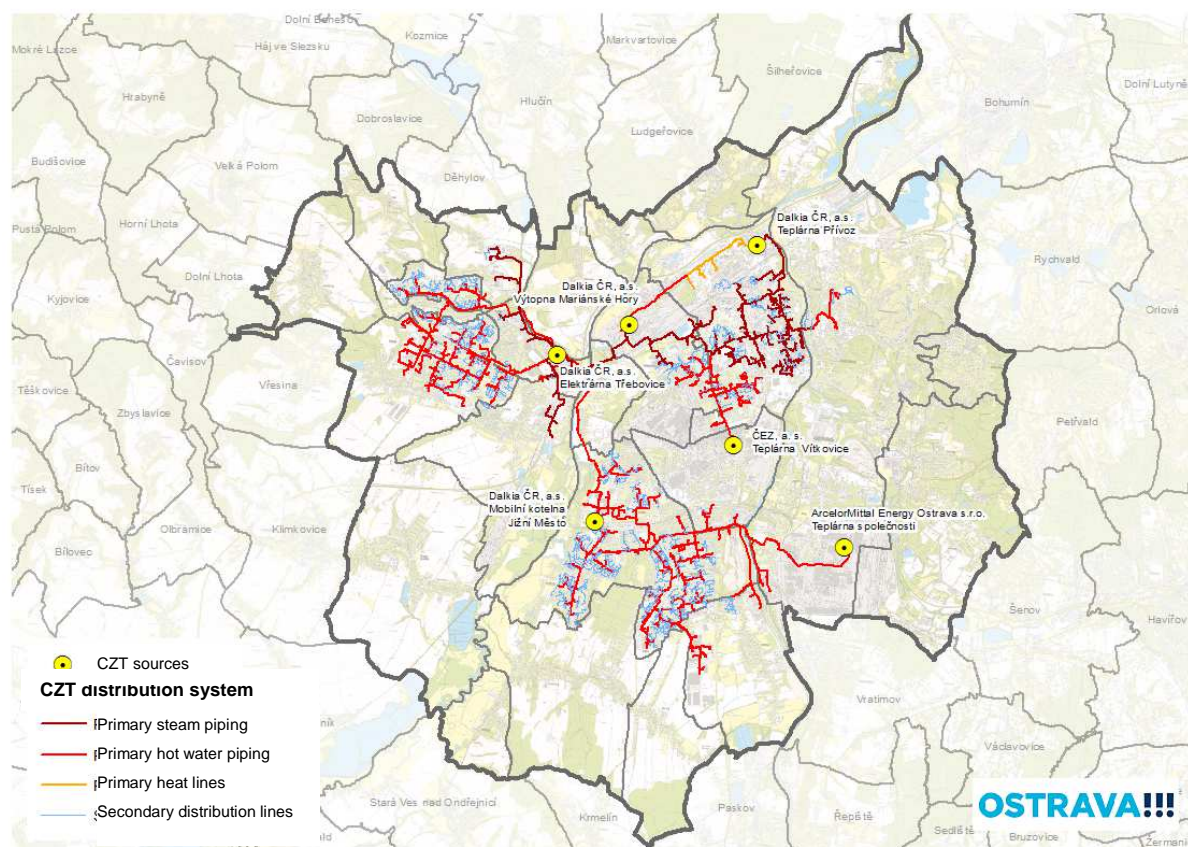 Dolní Benešov
Kozmice
Markvartovice
Mokré Lazce
Háj ve Slezsku
Šilheřovice
Dolní Lutyně
Hrabyně
Hlučín
Bohumín
Dobroslavice
Ludgeřovice
Budišovice
Velká Polom
Děhylov
Horní Lhota
Pustá Polom
Dalkia ČR, a.s.
Teplárna Přívoz
Dolní Lhota
Rychvald
Kyjovice
Dalkia ČR, a.s.
Výtopna Mariánské Hory
Orlová
Čavisov
Dalkia ČR, a.s.
Elektrárna Třebovice
Těškovice
Vřesina
Zbyslavice
Petřvald
ČEZ, a. s.
Teplárna Vítkovice
Bítov
Tísek
Dalkia ČR, a.s.
Mobilní kotelna
Jižní Město
ArcelorMittal Energy Ostrava s.r.o.
Teplárna společnosti
Olbramice
Klimkovice
Bílovec
Šenov
Havířov
CZT sources
CZT distribution system
Primary steam piping
Primary hot water piping
Primary heat lines
Secondary distribution lines
Vratimov
Václavovice
Stará Ves nad Ondřejnicí
Krmelín
Paskov
Řepiště
OSTRAVA!!!
Sedliště
Bruzovice